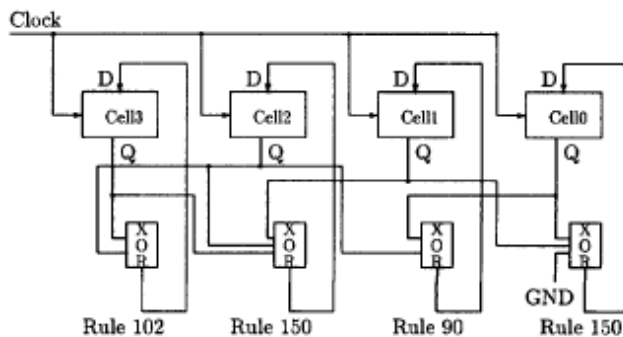 Clock
D D D D
Cell3 Cell2 Cell1 Cell0
Q Q Q Q
XOR XOR XOR XOR
GND
Rule 102 Rule 150 Rule 90 Rule 150